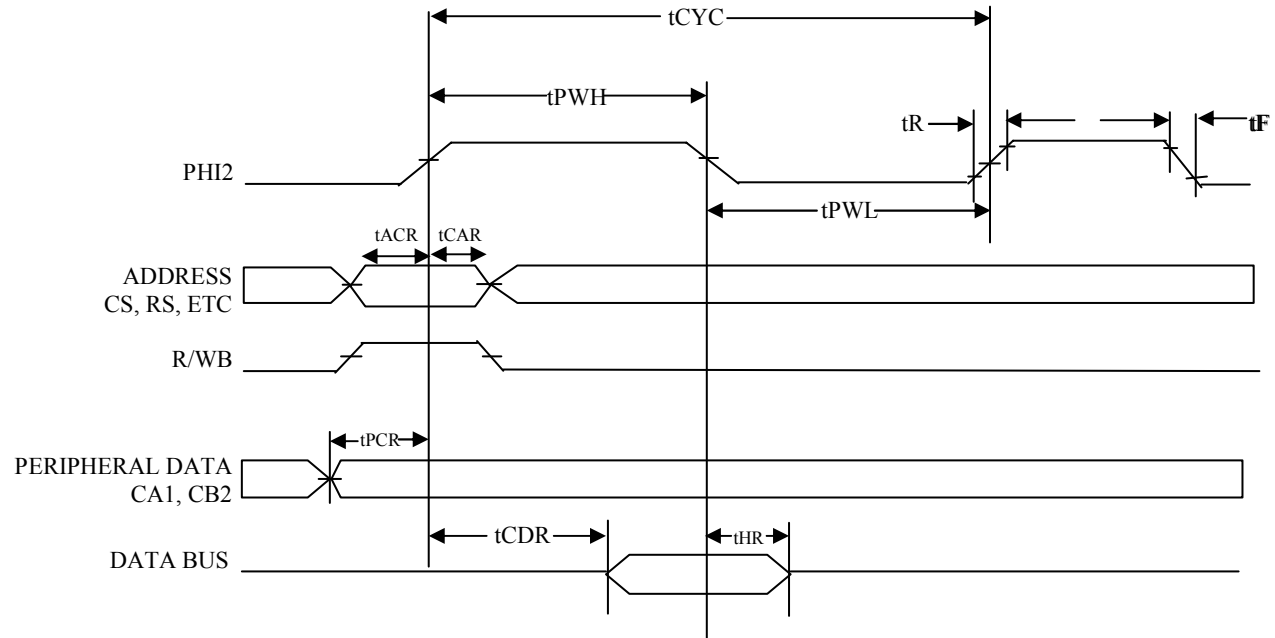 tCYC
tPWH
tR
tF
PHI2
tPWL
tACR
tCAR
ADDRESS
CS, RS, ETC
R/WB
tPCR
PERIPHERAL DATA
CA1, CB2
tCDR
tHR
DATA BUS